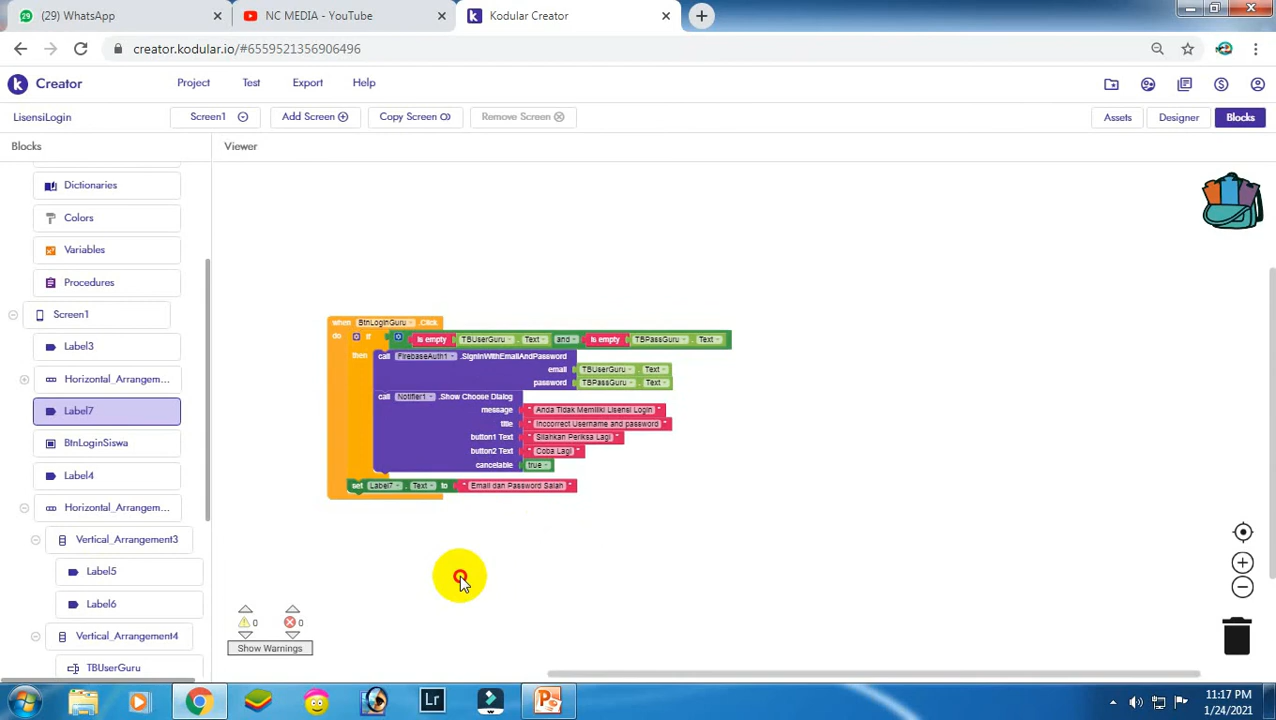 (29) WhatsApp
NC MEDIA - YouTube
Kodular Creator
creator.kodular.io/#6559521356906496
Creator
Project
Test
Export
Help
LisensiLogin
Screen1
Add Screen
Copy Screen
Remove Screen
Assets
Designer
Blocks
Blocks
Viewer
Dictionaries
Colors
Variables
Procedures
Screen1
Label3
Horizontal_Arrangem...
Label7
BtnLoginSiswa
Label4
Horizontal_Arrangem...
Vertical_Arrangement3
Label5
Label6
Vertical_Arrangement4
TBUserGuru
when BtnLoginGuru .Click
do if is empty TBUserGuru . Text and is empty TBPassGuru . Text
then call FirebaseAuth1 .SignInWithEmailAndPassword
email TBUserGuru . Text
password TBPassGuru . Text
call Notifier1 .Show Choose Dialog
message " Anda Tidak Memiliki Lisensi Login "
title " Inccorrect Username and password "
button1 Text " Silahkan Periksa Lagi "
button2 Text " Coba Lagi "
cancelable true
set Label7 . Text to " Email dan Password Salah "
0 0
Show Warnings
Lr
11:17 PM
1/24/2021